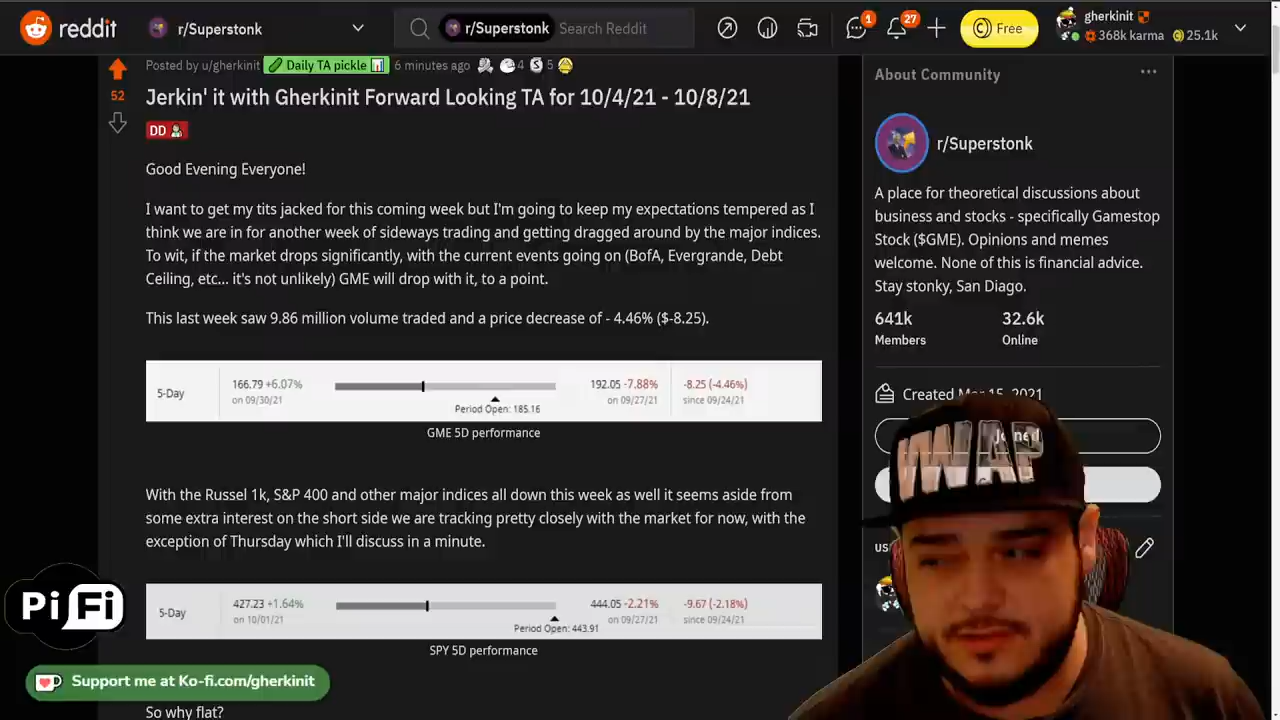 reddit
r/Superstonk
r/Superstonk Search Reddit
1
27
Free
gherkinit
368k karma
25.1k
Posted by u/gherkinit Daily TA pickle 6 minutes ago 4 5
52
Jerkin' it with Gherkinit Forward Looking TA for 10/4/21 - 10/8/21
DD
Good Evening Everyone!
I want to get my tits jacked for this coming week but I'm going to keep my expectations tempered as I
think we are in for another week of sideways trading and getting dragged around by the major indices.
To wit, if the market drops significantly, with the current events going on (BofA, Evergrande, Debt
Ceiling, etc... it's not unlikely) GME will drop with it, to a point.
This last week saw 9.86 million volume traded and a price decrease of - 4.46% ($-8.25).
5-Day
166.79 +6.07%
on 09/30/21
Period Open: 185.16
192.05 -7.88%
on 09/27/21
-8.25 (-4.46%)
since 09/24/21
GME 5D performance
With the Russel 1k, S&P 400 and other major indices all down this week as well it seems aside from
some extra interest on the short side we are tracking pretty closely with the market for now, with the
exception of Thursday which I'll discuss in a minute.
5-Day
427.23 +1.64%
on 10/01/21
Period Open: 443.91
444.05 -2.21%
on 09/27/21
-9.67 (-2.18%)
since 09/24/21
SPY 5D performance
So why flat?
About Community
r/Superstonk
A place for theoretical discussions about
business and stocks - specifically Gamestop
Stock ($GME). Opinions and memes
welcome. None of this is financial advice.
Stay stonky, San Diago.
641k
Members
32.6k
Online
Created Mar 15, 2021
Joined
VWAP
us
PiFi
Support me at Ko-fi.com/gherkinit